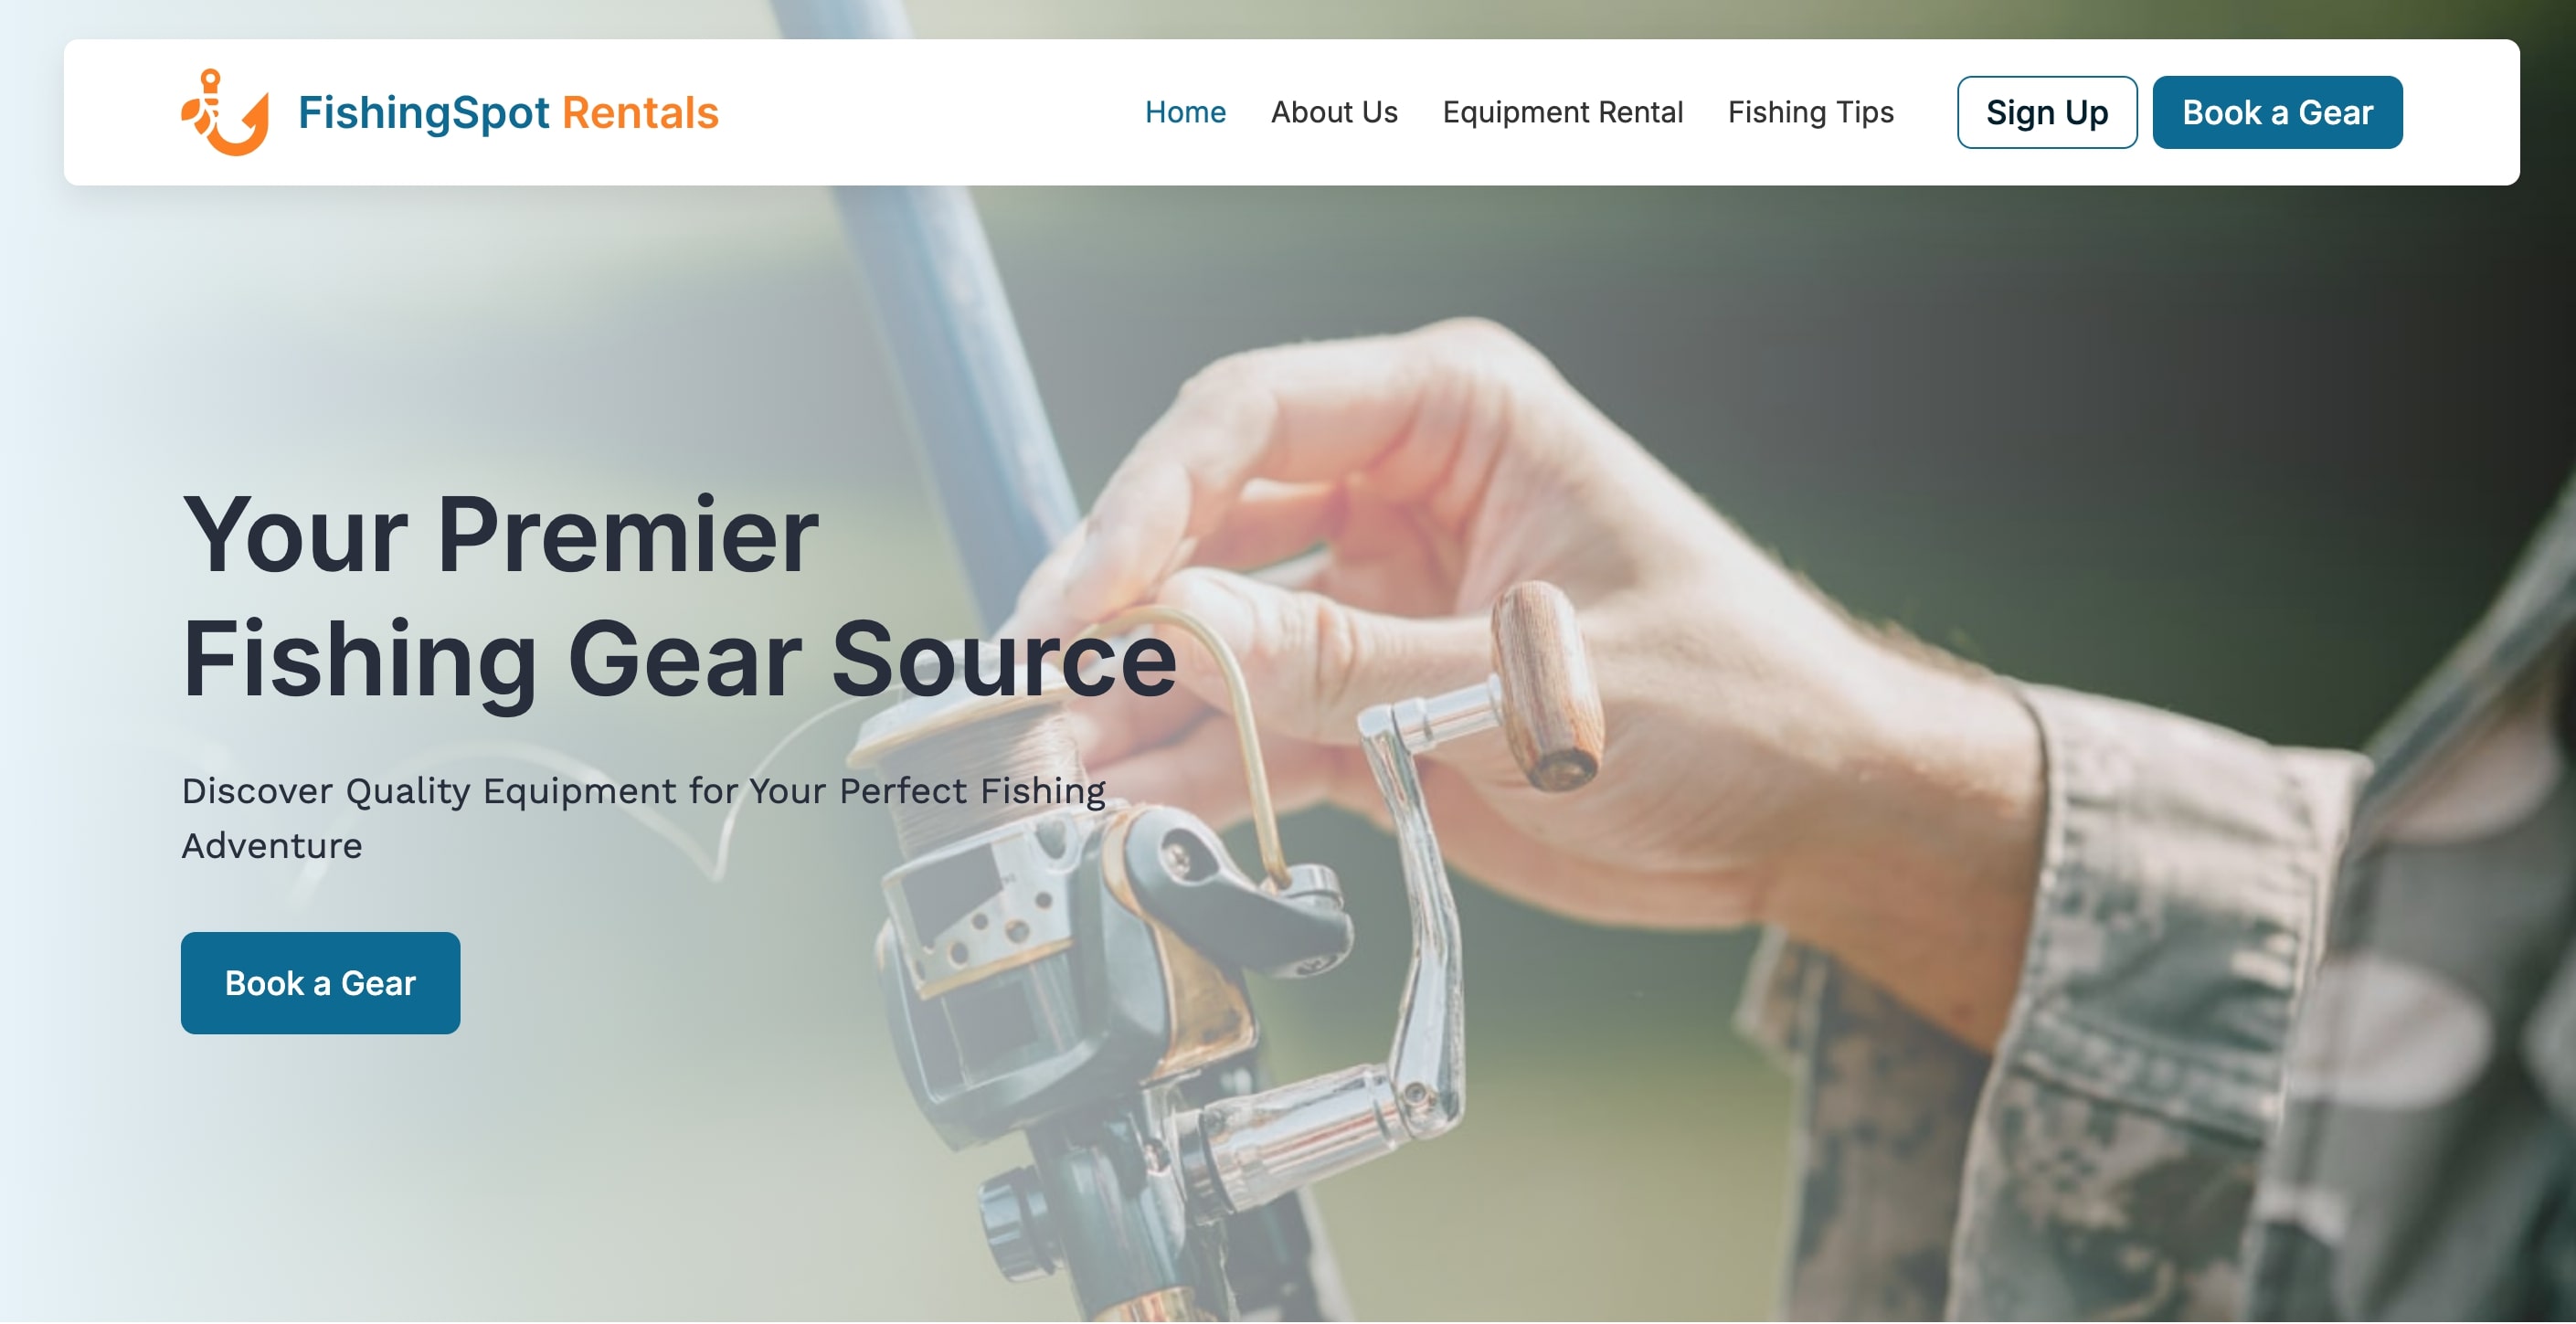 FishingSpot Rentals
Home About Us Equipment Rental Fishing Tips Sign Up Book a Gear
Your Premier
Fishing Gear Source
Discover Quality Equipment for Your Perfect Fishing
Adventure
Book a Gear